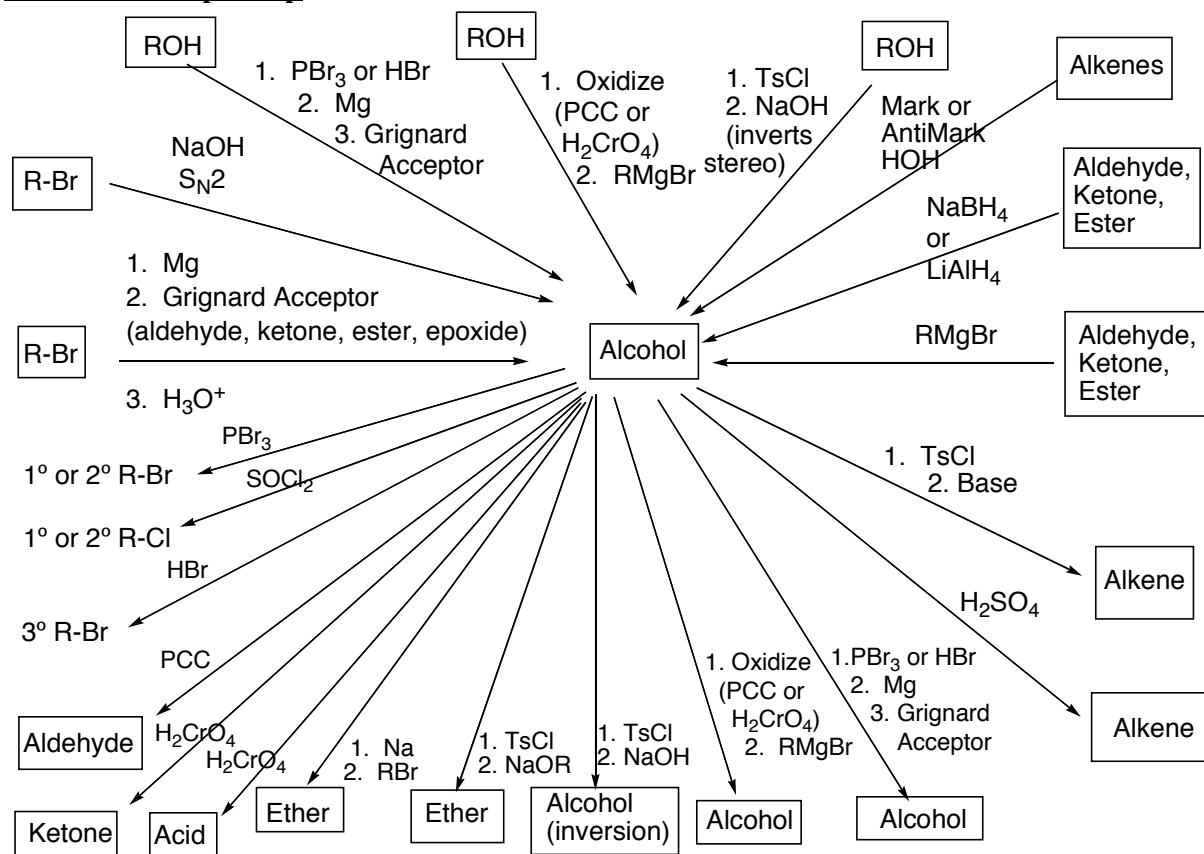 ROH
1. PBr3 or HBr
2. Mg
3. Grignard
Acceptor
ROH
1. Oxidize
(PCC or
H2CrO4)
2. RMgBr
ROH
1. TsCl
2. NaOH
(inverts
stereo)
Alkenes
Mark or
AntiMark
HOH
R-Br
NaOH
SN2
Aldehyde,
Ketone,
Ester
NaBH4
or
LiAlH4
R-Br
1. Mg
2. Grignard Acceptor
(aldehyde, ketone, ester, epoxide)
3. H3O+
Alcohol
RMgBr
Aldehyde,
Ketone,
Ester
PBr3
1º or 2º R-Br
SOCl2
1º or 2º R-Cl
HBr
3º R-Br
PCC
Aldehyde
H2CrO4
Ketone
H2CrO4
Acid
1. Na
2. RBr
Ether
1. TsCl
2. NaOR
Ether
1. TsCl
2. NaOH
Alcohol
(inversion)
1. Oxidize
(PCC or
H2CrO4)
2. RMgBr
Alcohol
1.PBr3 or HBr
2. Mg
3. Grignard
Acceptor
Alcohol
1. TsCl
2. Base
Alkene
H2SO4
Alkene